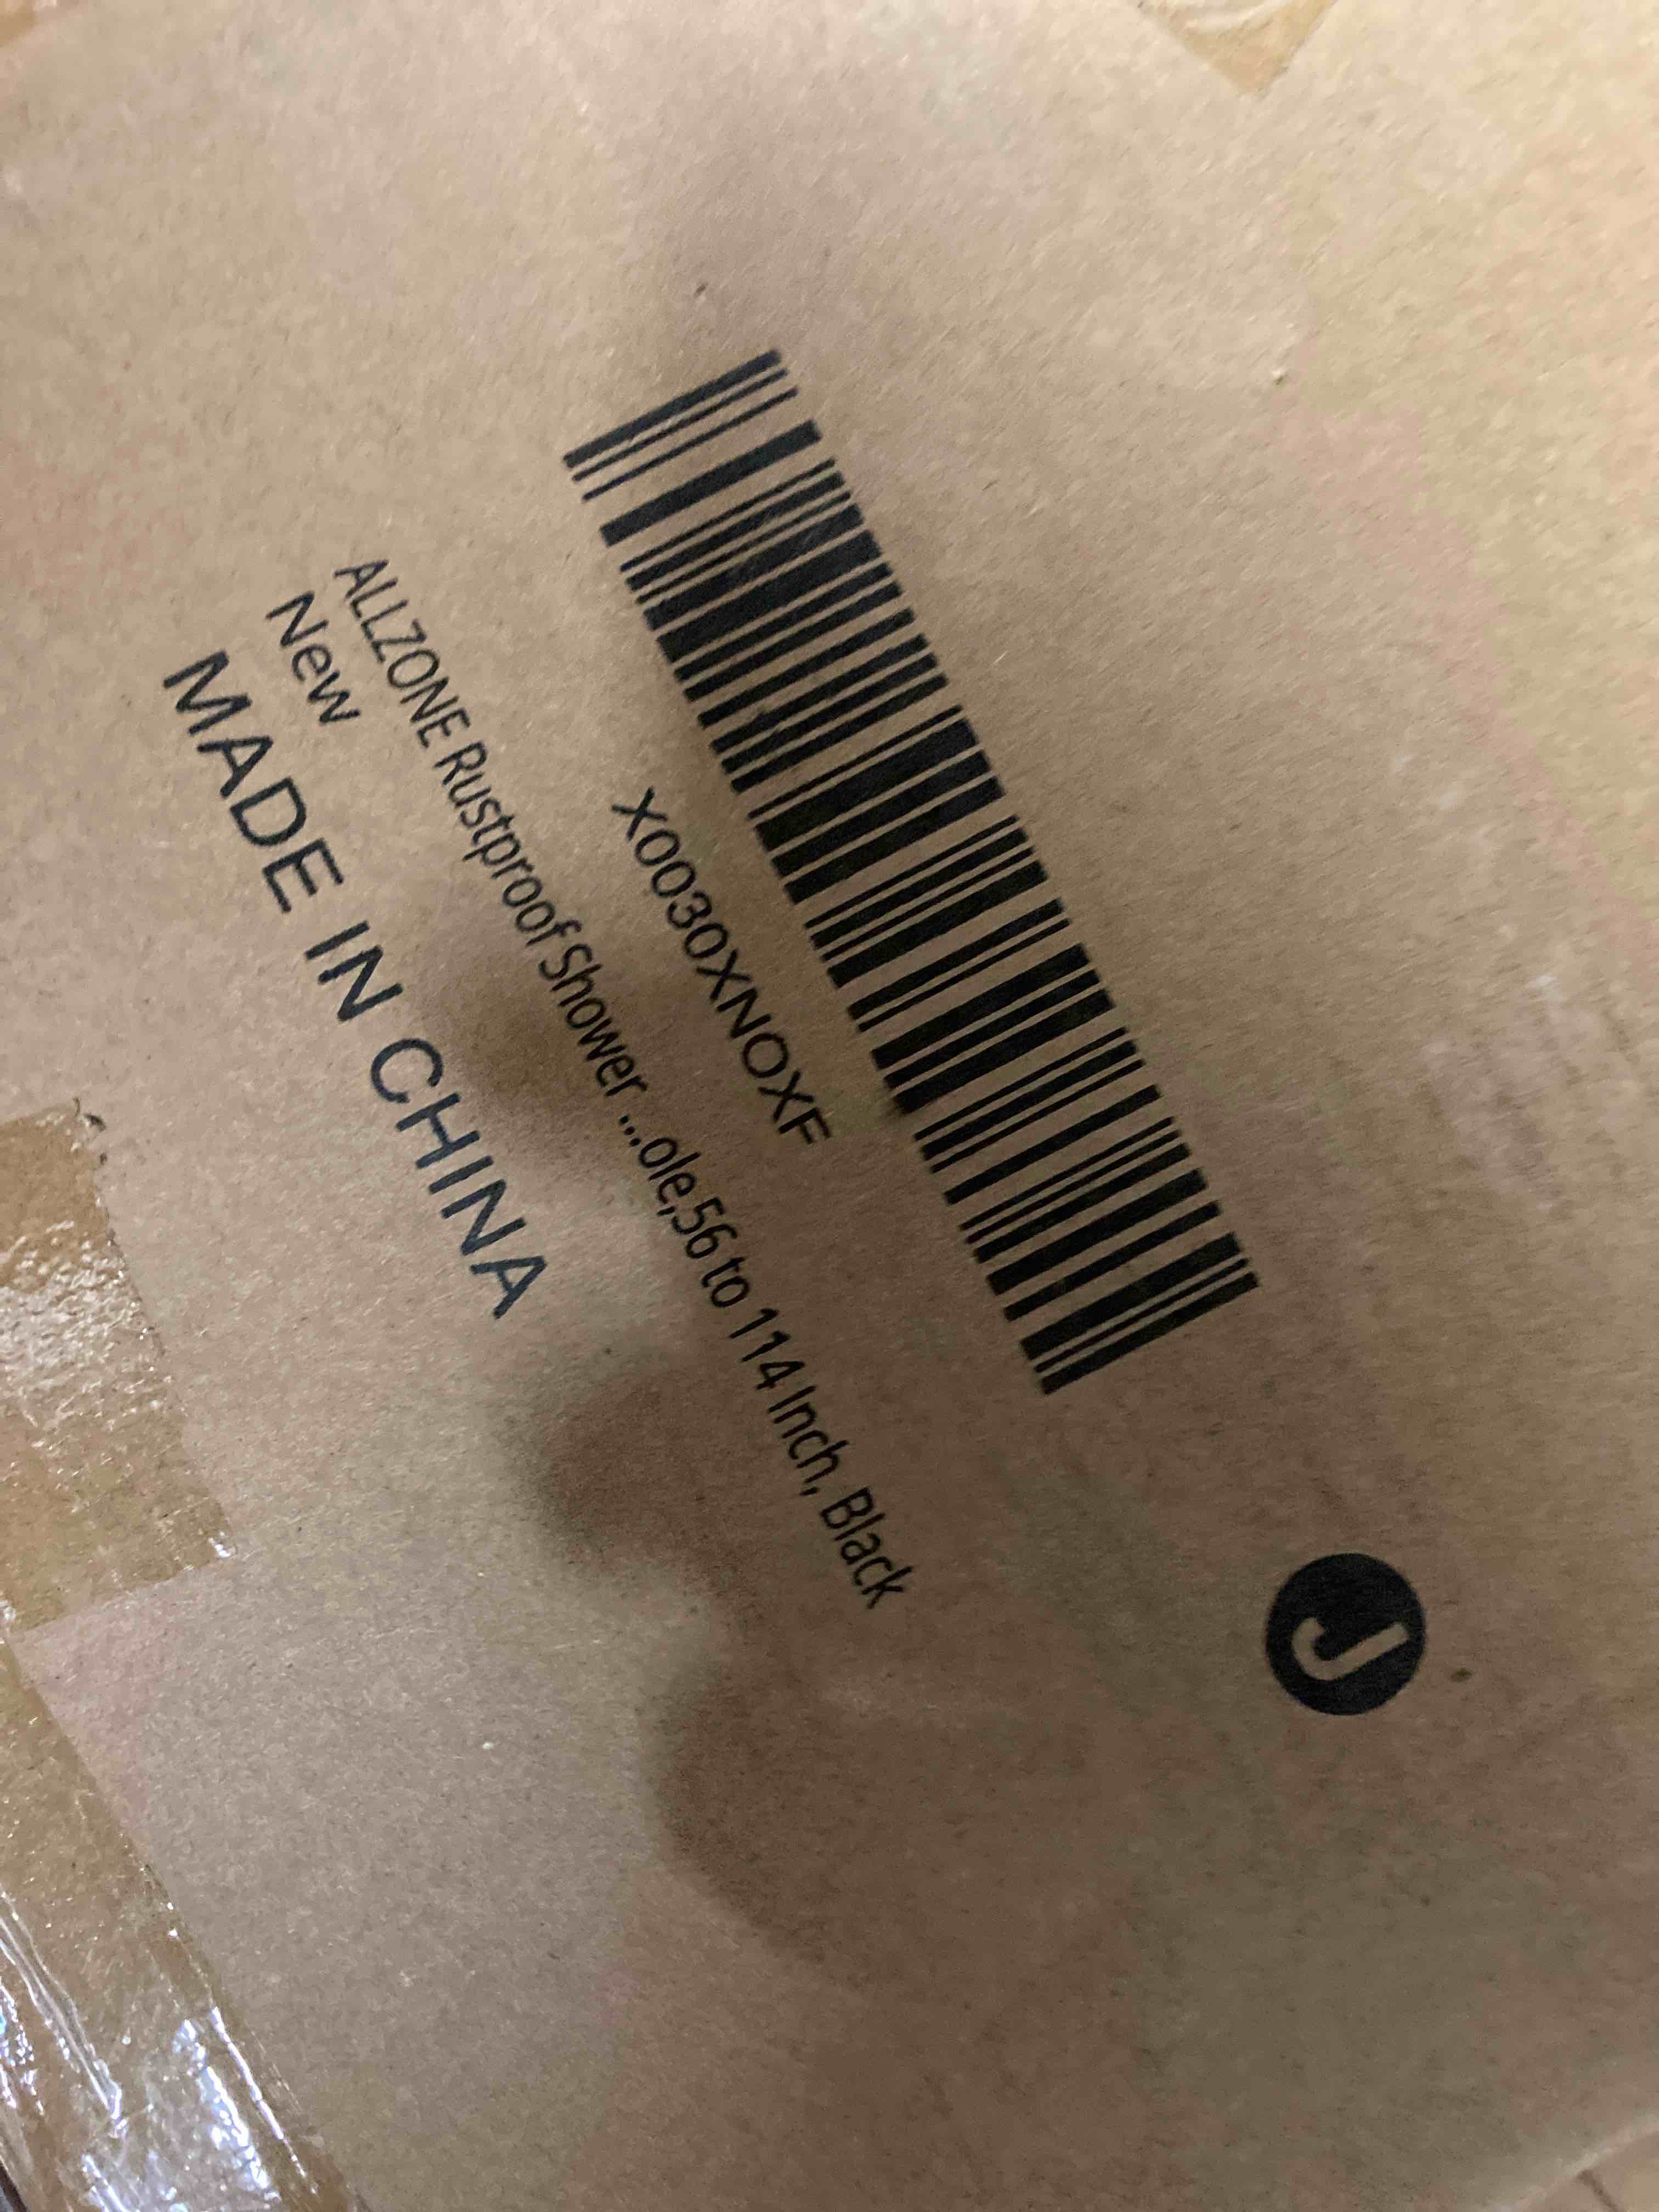 X0030XNOXF
ALLZONE Rustproof Shower ...ole,56 to 114 Inch, Black
New
MADE IN CHINA
J